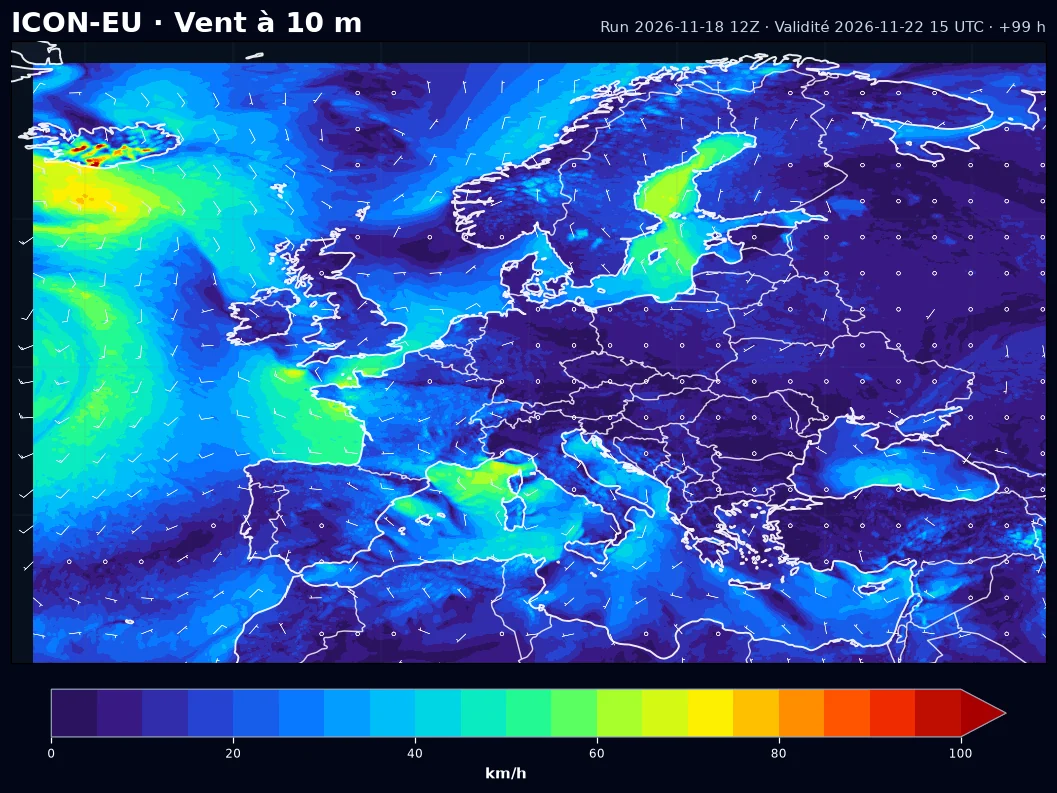 ICON-EU · Vent à 10 m
Run 2026-11-18 12Z · Validité 2026-11-22 15 UTC · +99 h
0 20 40 60 80 100
km/h